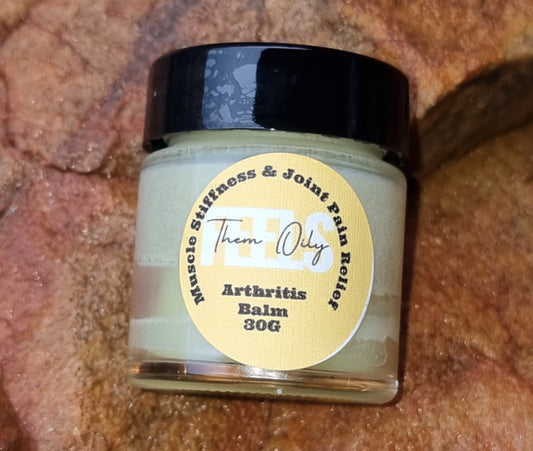 Muscle Stiffness & Joint Pain Relief
Them Oily
FEELS
Arthritis
Balm
30G